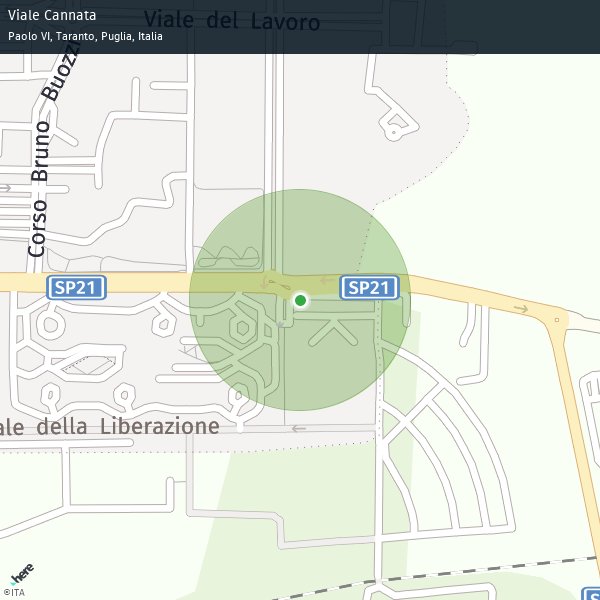 Viale Cannata
Paolo VI, Taranto, Puglia, Italia
Viale del Lavoro
Corso Bruno Buozzi
SP21
SP21
ale della Liberazione
here
©ITA
S